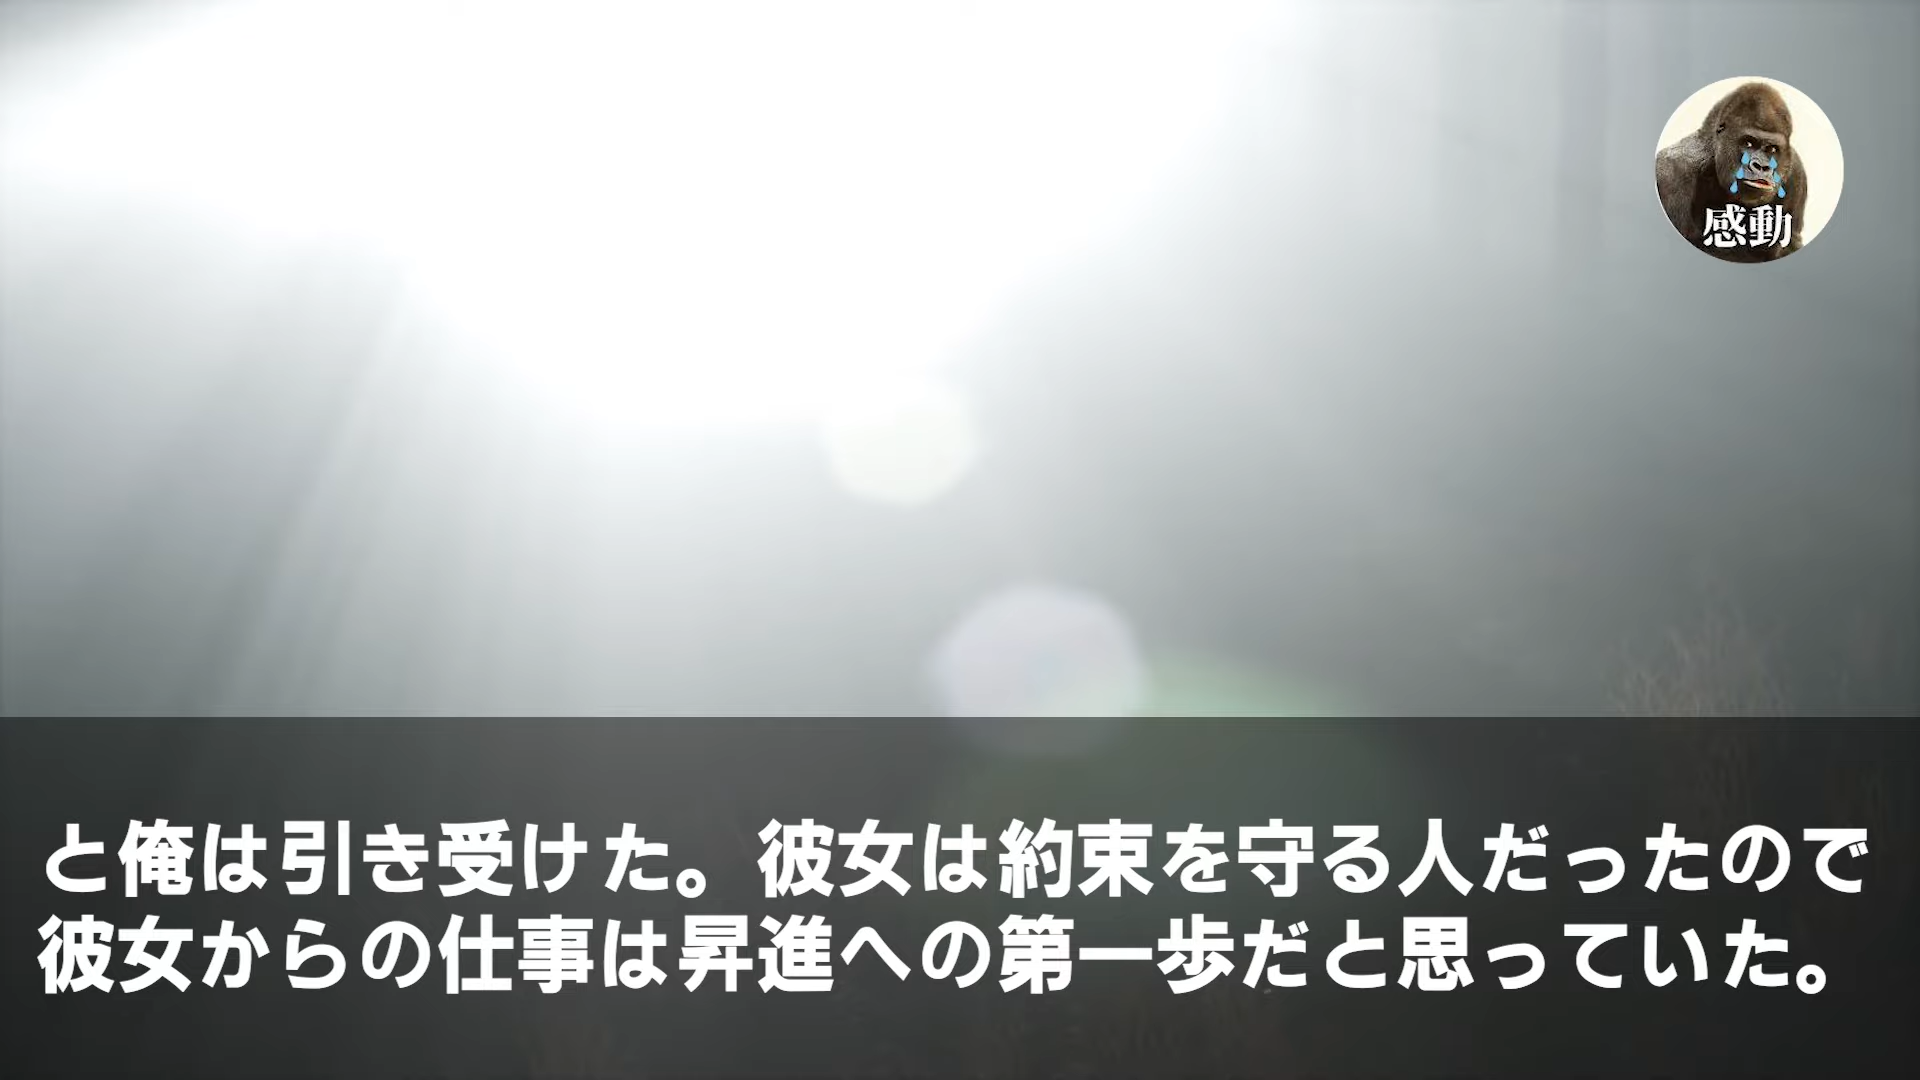 感動
と俺は引き受けた。彼女は約束を守る人だったので
彼女からの仕事は昇進への第一歩だと思っていた。